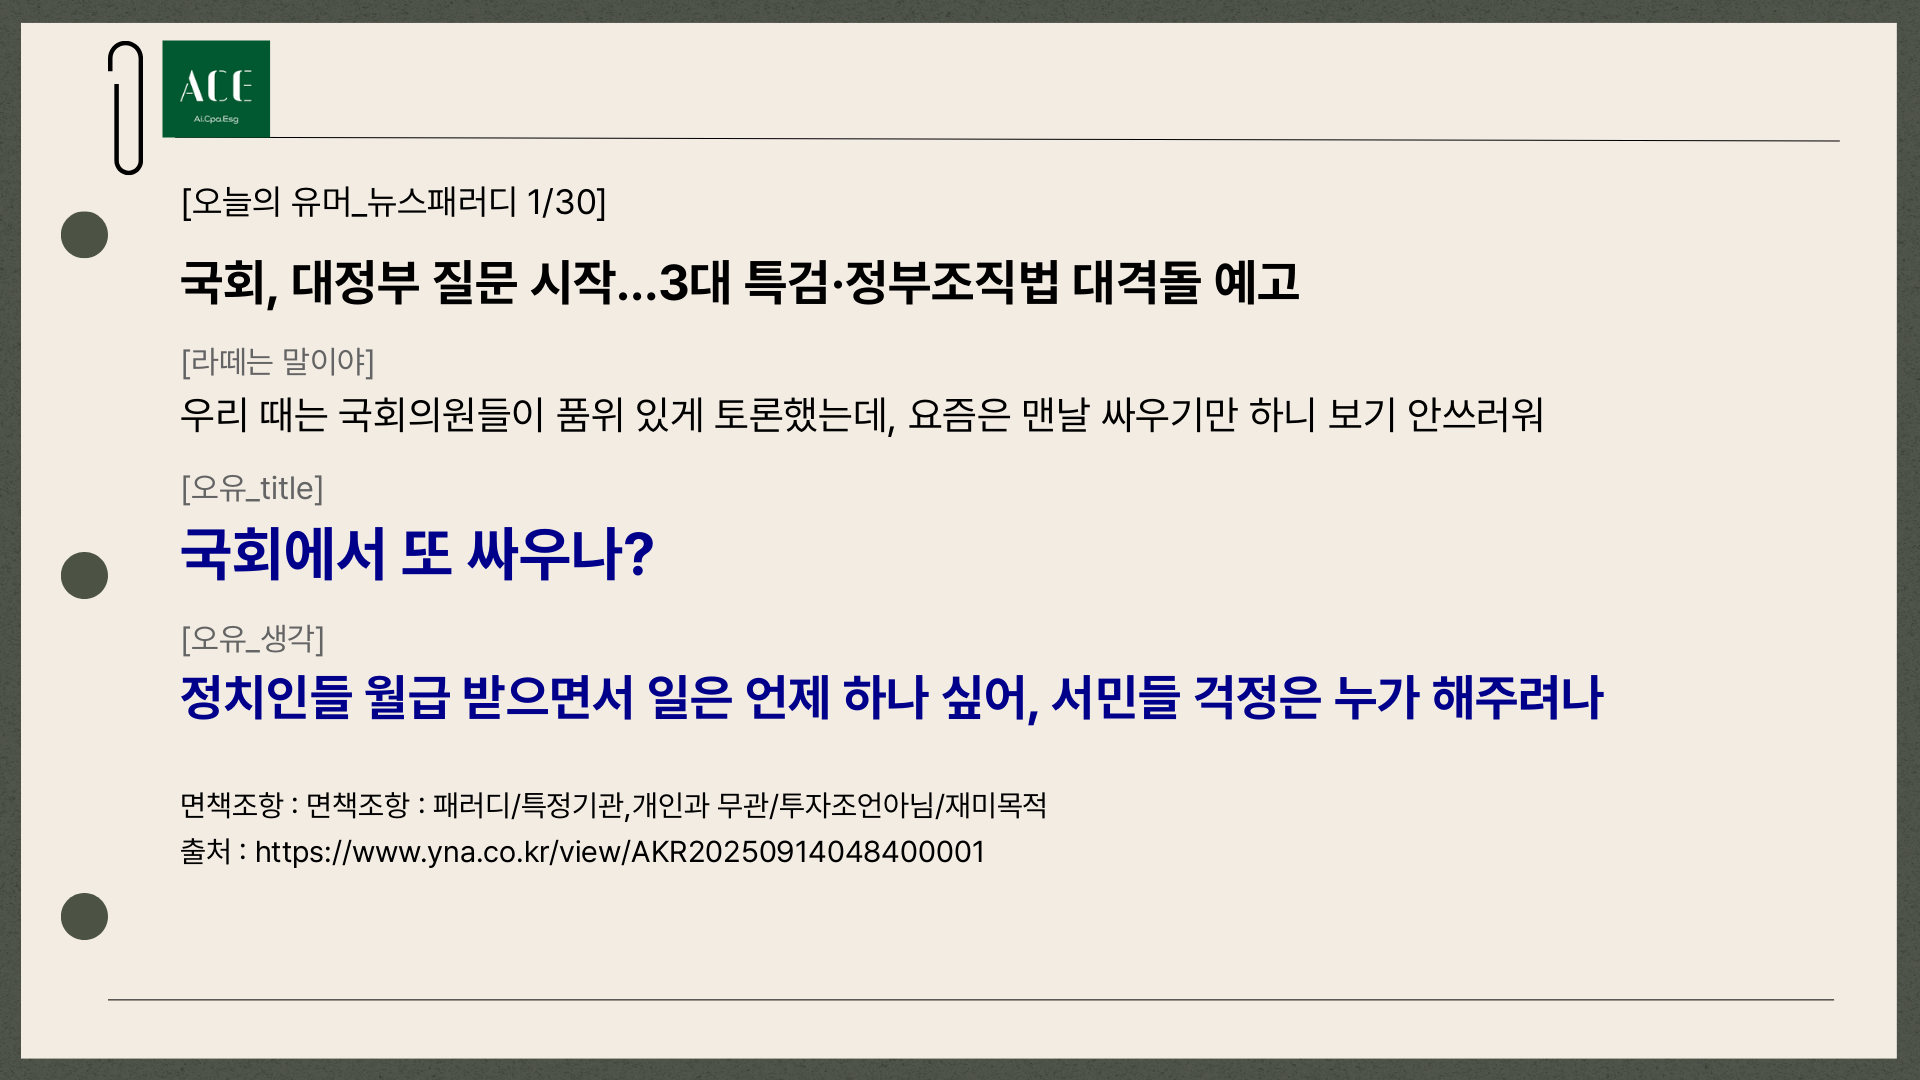 ACE
Ai.Cpa.Esg
[오늘의 유머_뉴스패러디 1/30]
국회, 대정부 질문 시작...3대 특검·정부조직법 대격돌 예고
[라떼는 말이야]
우리 때는 국회의원들이 품위 있게 토론했는데, 요즘은 맨날 싸우기만 하니 보기 안쓰러워
[오유_title]
국회에서 또 싸우나?
[오유_생각]
정치인들 월급 받으면서 일은 언제 하나 싶어, 서민들 걱정은 누가 해주려나
면책조항 : 면책조항 : 패러디/특정기관,개인과 무관/투자조언아님/재미목적
출처 : https://www.yna.co.kr/view/AKR20250914048400001